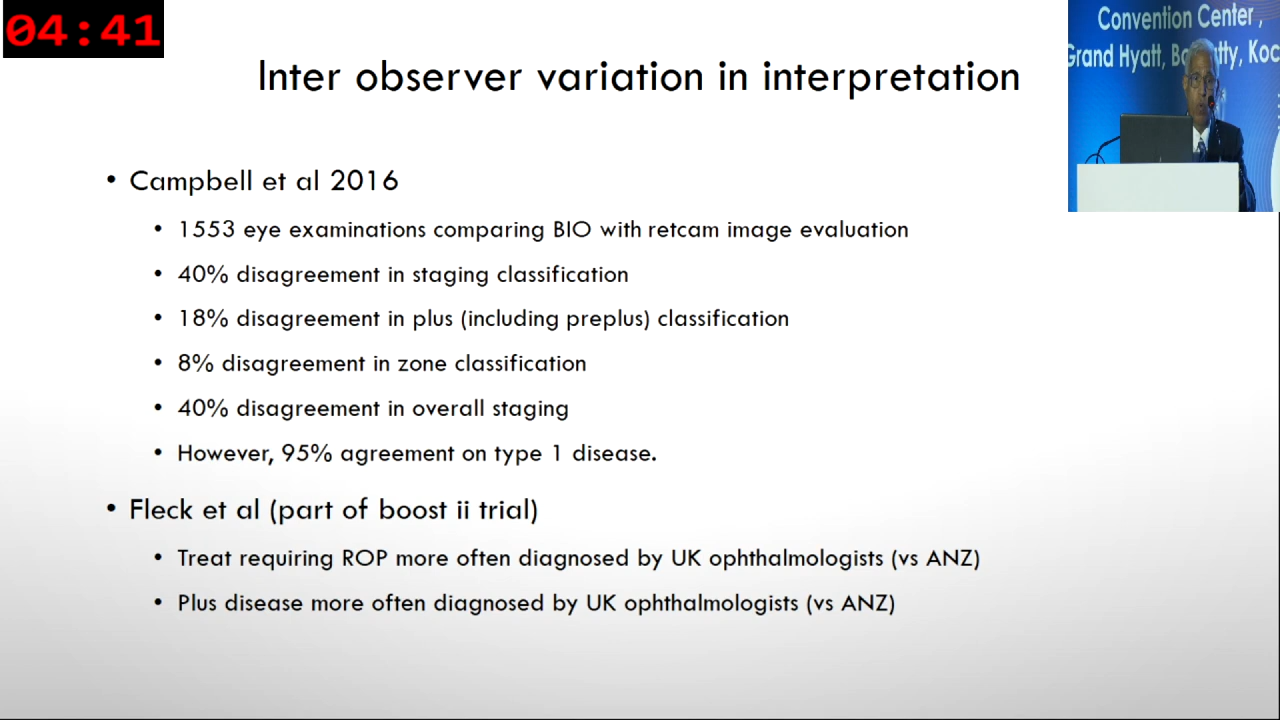 04:41
Convention Center ,
Grand Hyatt, Bo
tty, Koc
Inter observer variation in interpretation
• Campbell et al 2016
• 1553 eye examinations comparing BIO with retcam image evaluation
• 40% disagreement in staging classification
• 18% disagreement in plus (including preplus) classification
• 8% disagreement in zone classification
• 40% disagreement in overall staging
• However, 95% agreement on type 1 disease.
• Fleck et al (part of boost ii trial)
• Treat requiring ROP more often diagnosed by UK ophthalmologists (vs ANZ)
• Plus disease more often diagnosed by UK ophthalmologists (vs ANZ)